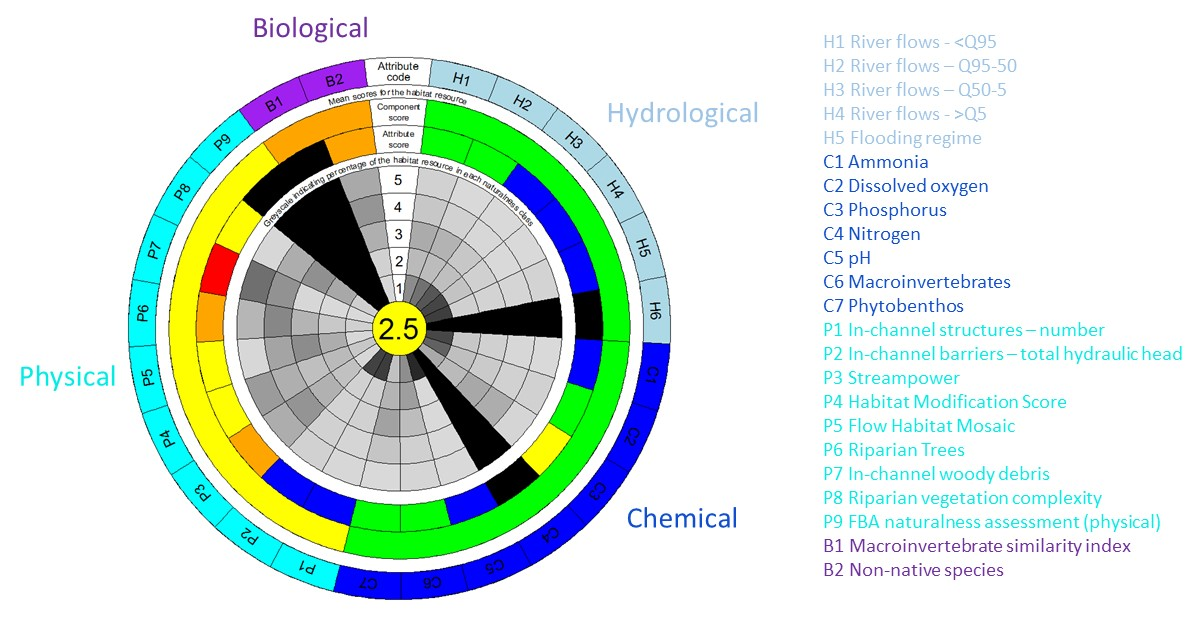 Biological
Hydrological
Physical
Chemical
Attribute
code
Mean scores for the habitat resource
Component
score
Attribute
score
Greyscale indicating percentage of the habitat resource in each naturalness class
5
4
3
2
1
2.5
H1
H2
H3
H4
H5
H6
C1
C2
C3
C4
C5
C6
C7
P1
P2
P3
P4
P5
P6
P7
P8
P9
B1
B2
H1 River flows - <Q95
H2 River flows – Q95-50
H3 River flows – Q50-5
H4 River flows - >Q5
H5 Flooding regime
C1 Ammonia
C2 Dissolved oxygen
C3 Phosphorus
C4 Nitrogen
C5 pH
C6 Macroinvertebrates
C7 Phytobenthos
P1 In-channel structures – number
P2 In-channel barriers – total hydraulic head
P3 Streampower
P4 Habitat Modification Score
P5 Flow Habitat Mosaic
P6 Riparian Trees
P7 In-channel woody debris
P8 Riparian vegetation complexity
P9 FBA naturalness assessment (physical)
B1 Macroinvertebrate similarity index
B2 Non-native species